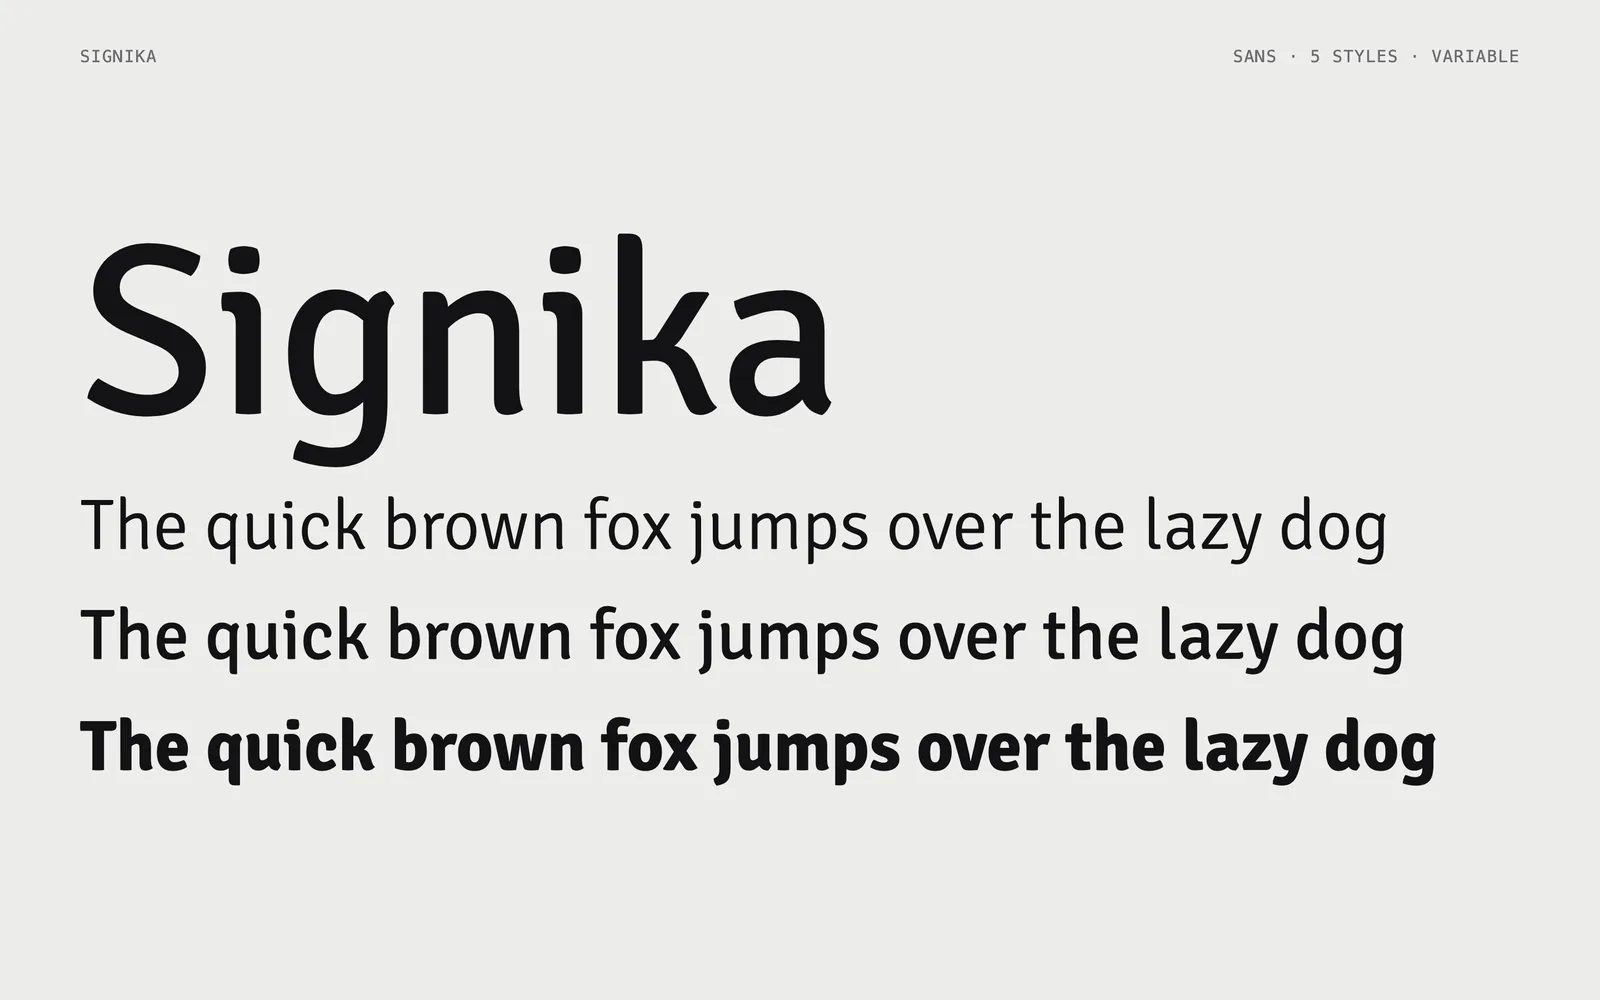 SIGNIKA
SANS · 5 STYLES · VARIABLE
Signika
The quick brown fox jumps over the lazy dog
The quick brown fox jumps over the lazy dog
The quick brown fox jumps over the lazy dog